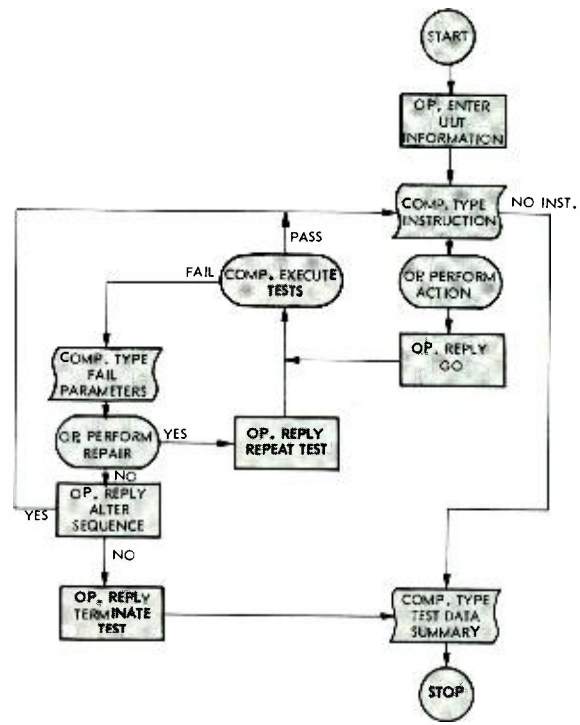 START
OP. ENTER
UUT
INFORMATION
COMP. TYPE
INSTRUCTION
NO INST.
PASS
FAIL
COMP. EXECUTE
TESTS
OP. PERFORM
ACTION
OP. REPLY
GO
COMP. TYPE
FAIL
PARAMETERS
OP. PERFORM
REPAIR
YES
OP. REPLY
REPEAT TEST
NO
OP. REPLY
ALTER
SEQUENCE
YES
NO
OP. REPLY
TERMINATE
TEST
COMP. TYPE
TEST DATA
SUMMARY
STOP